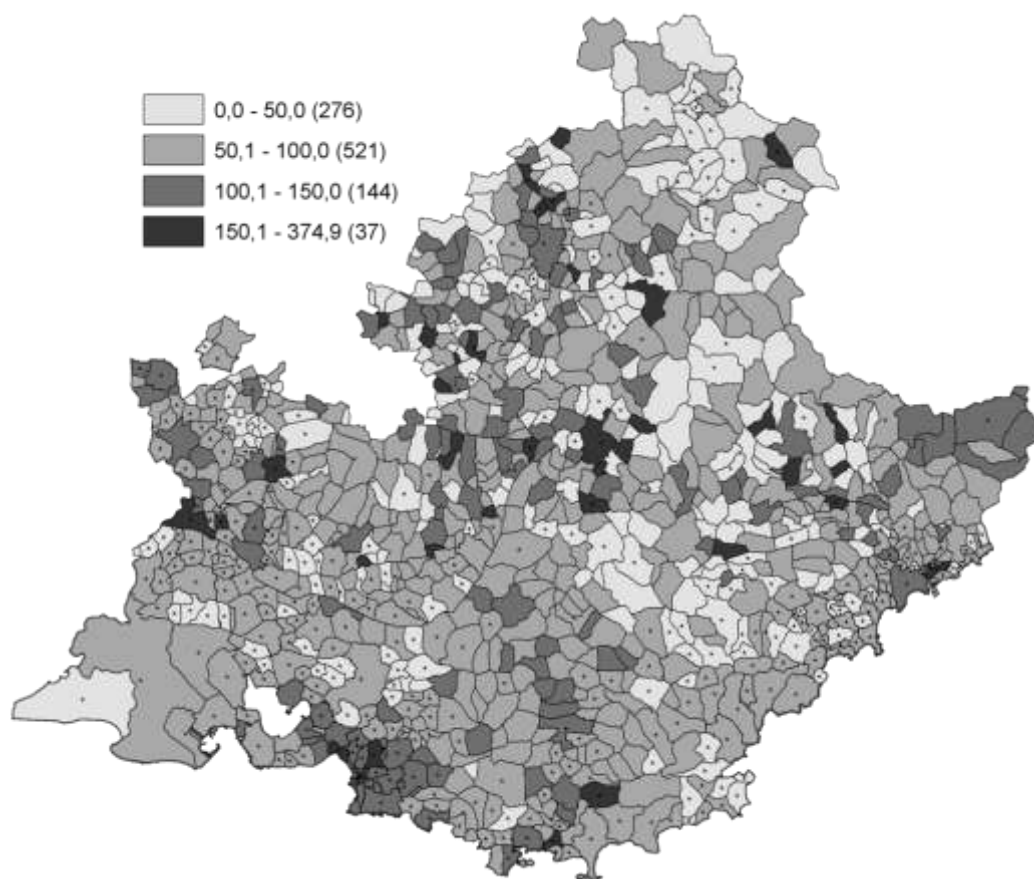 0,0 - 50,0 (276)
50,1 - 100,0 (521)
100,1 - 150,0 (144)
150,1 - 374,9 (37)